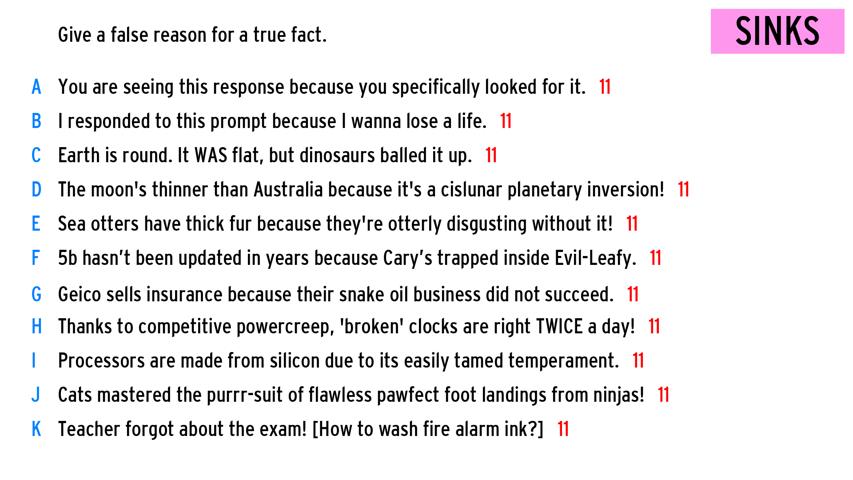 Give a false reason for a true fact.
SINKS
A You are seeing this response because you specifically looked for it. 11
B I responded to this prompt because I wanna lose a life. 11
C Earth is round. It WAS flat, but dinosaurs balled it up. 11
D The moon's thinner than Australia because it's a cislunar planetary inversion! 11
E Sea otters have thick fur because they're otterly disgusting without it! 11
F 5b hasn’t been updated in years because Cary’s trapped inside Evil-Leafy. 11
G Geico sells insurance because their snake oil business did not succeed. 11
H Thanks to competitive powercreep, 'broken' clocks are right TWICE a day! 11
I Processors are made from silicon due to its easily tamed temperament. 11
J Cats mastered the purrr-suit of flawless pawfect foot landings from ninjas! 11
K Teacher forgot about the exam! [How to wash fire alarm ink?] 11